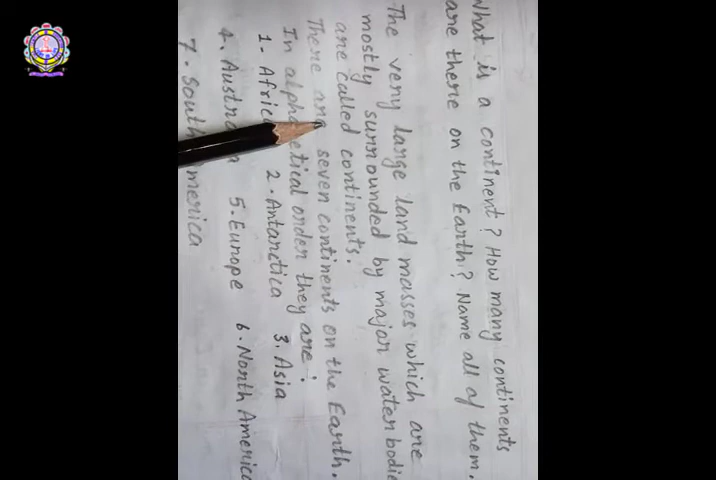 What is a continent? How many continents
are there on the Earth? Name all of them.
The very large land masses which are
mostly surrounded by major water bodie
are called continents.
There are seven continents on the Earth.
In alphabetical order they are:
1- Africa 2. Antarctica 3. Asia
4. Australia 5. Europe 6. North America
7. South America